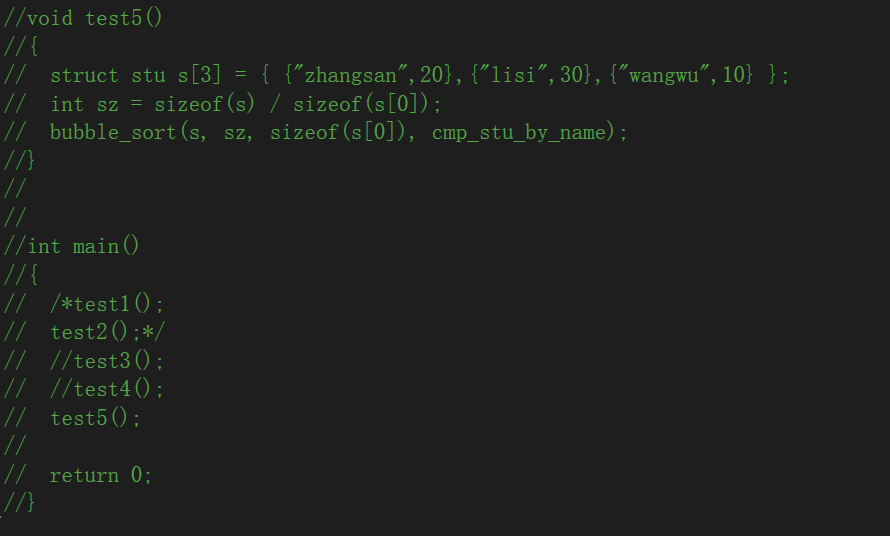 //void test5()
//{
//	struct stu s[3] = { {"zhangsan",20},{"lisi",30},{"wangwu",10} };
//	int sz = sizeof(s) / sizeof(s[0]);
//	bubble_sort(s, sz, sizeof(s[0]), cmp_stu_by_name);
//}
//
//
//int main()
//{
//	/*test1();
//	test2();*/
//	//test3();
//	//test4();
//	test5();
//
//	return 0;
//}